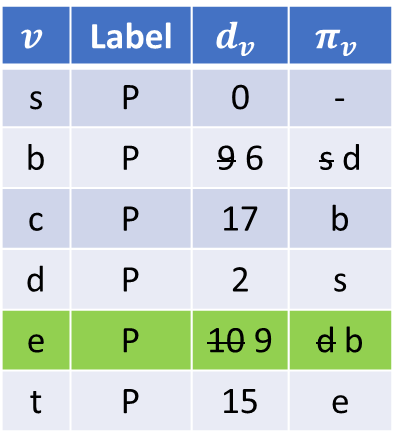 v Label d_v π_v
s P 0 -
b P ~~9~~ 6 ~~s~~ d
c P 17 b
d P 2 s
e P ~~10~~ 9 ~~d~~ b
t P 15 e